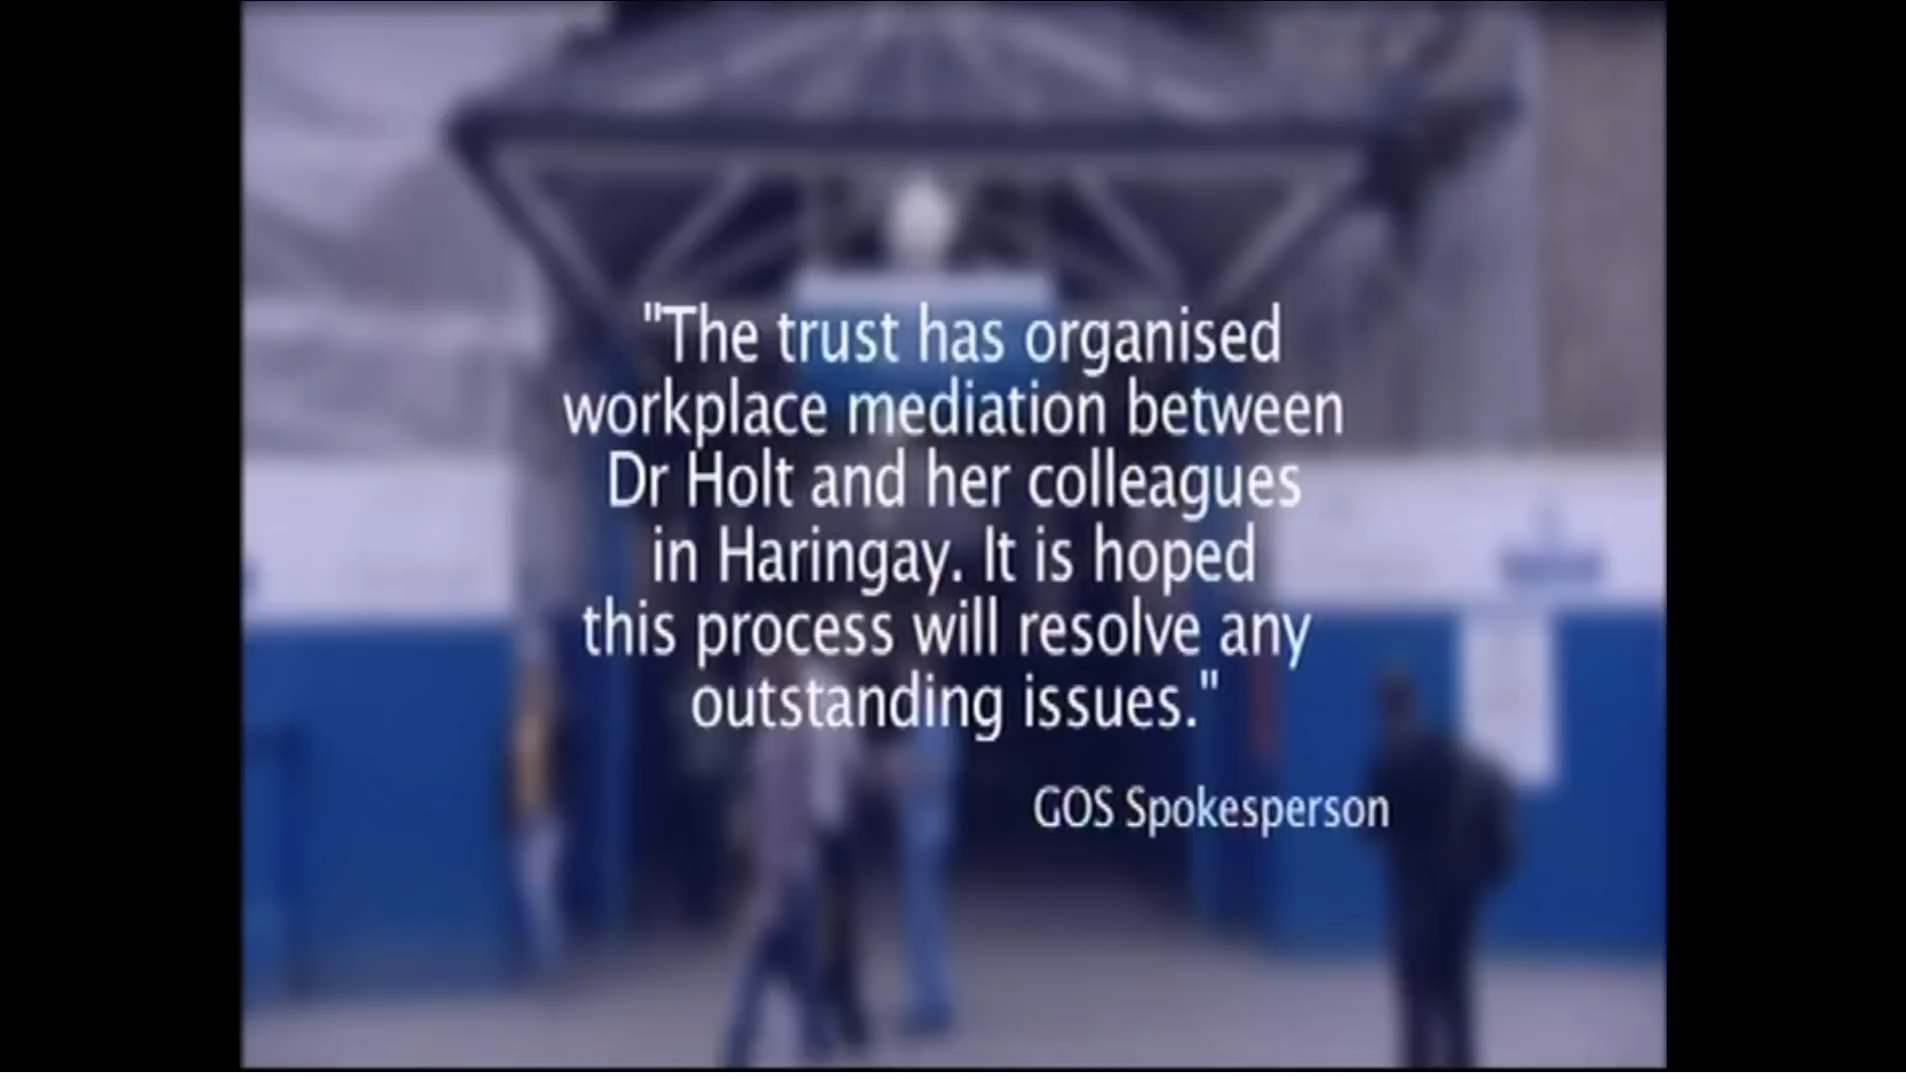 "The trust has organised
workplace mediation between
Dr Holt and her colleagues
in Haringay. It is hoped
this process will resolve any
outstanding issues."
GOS Spokesperson